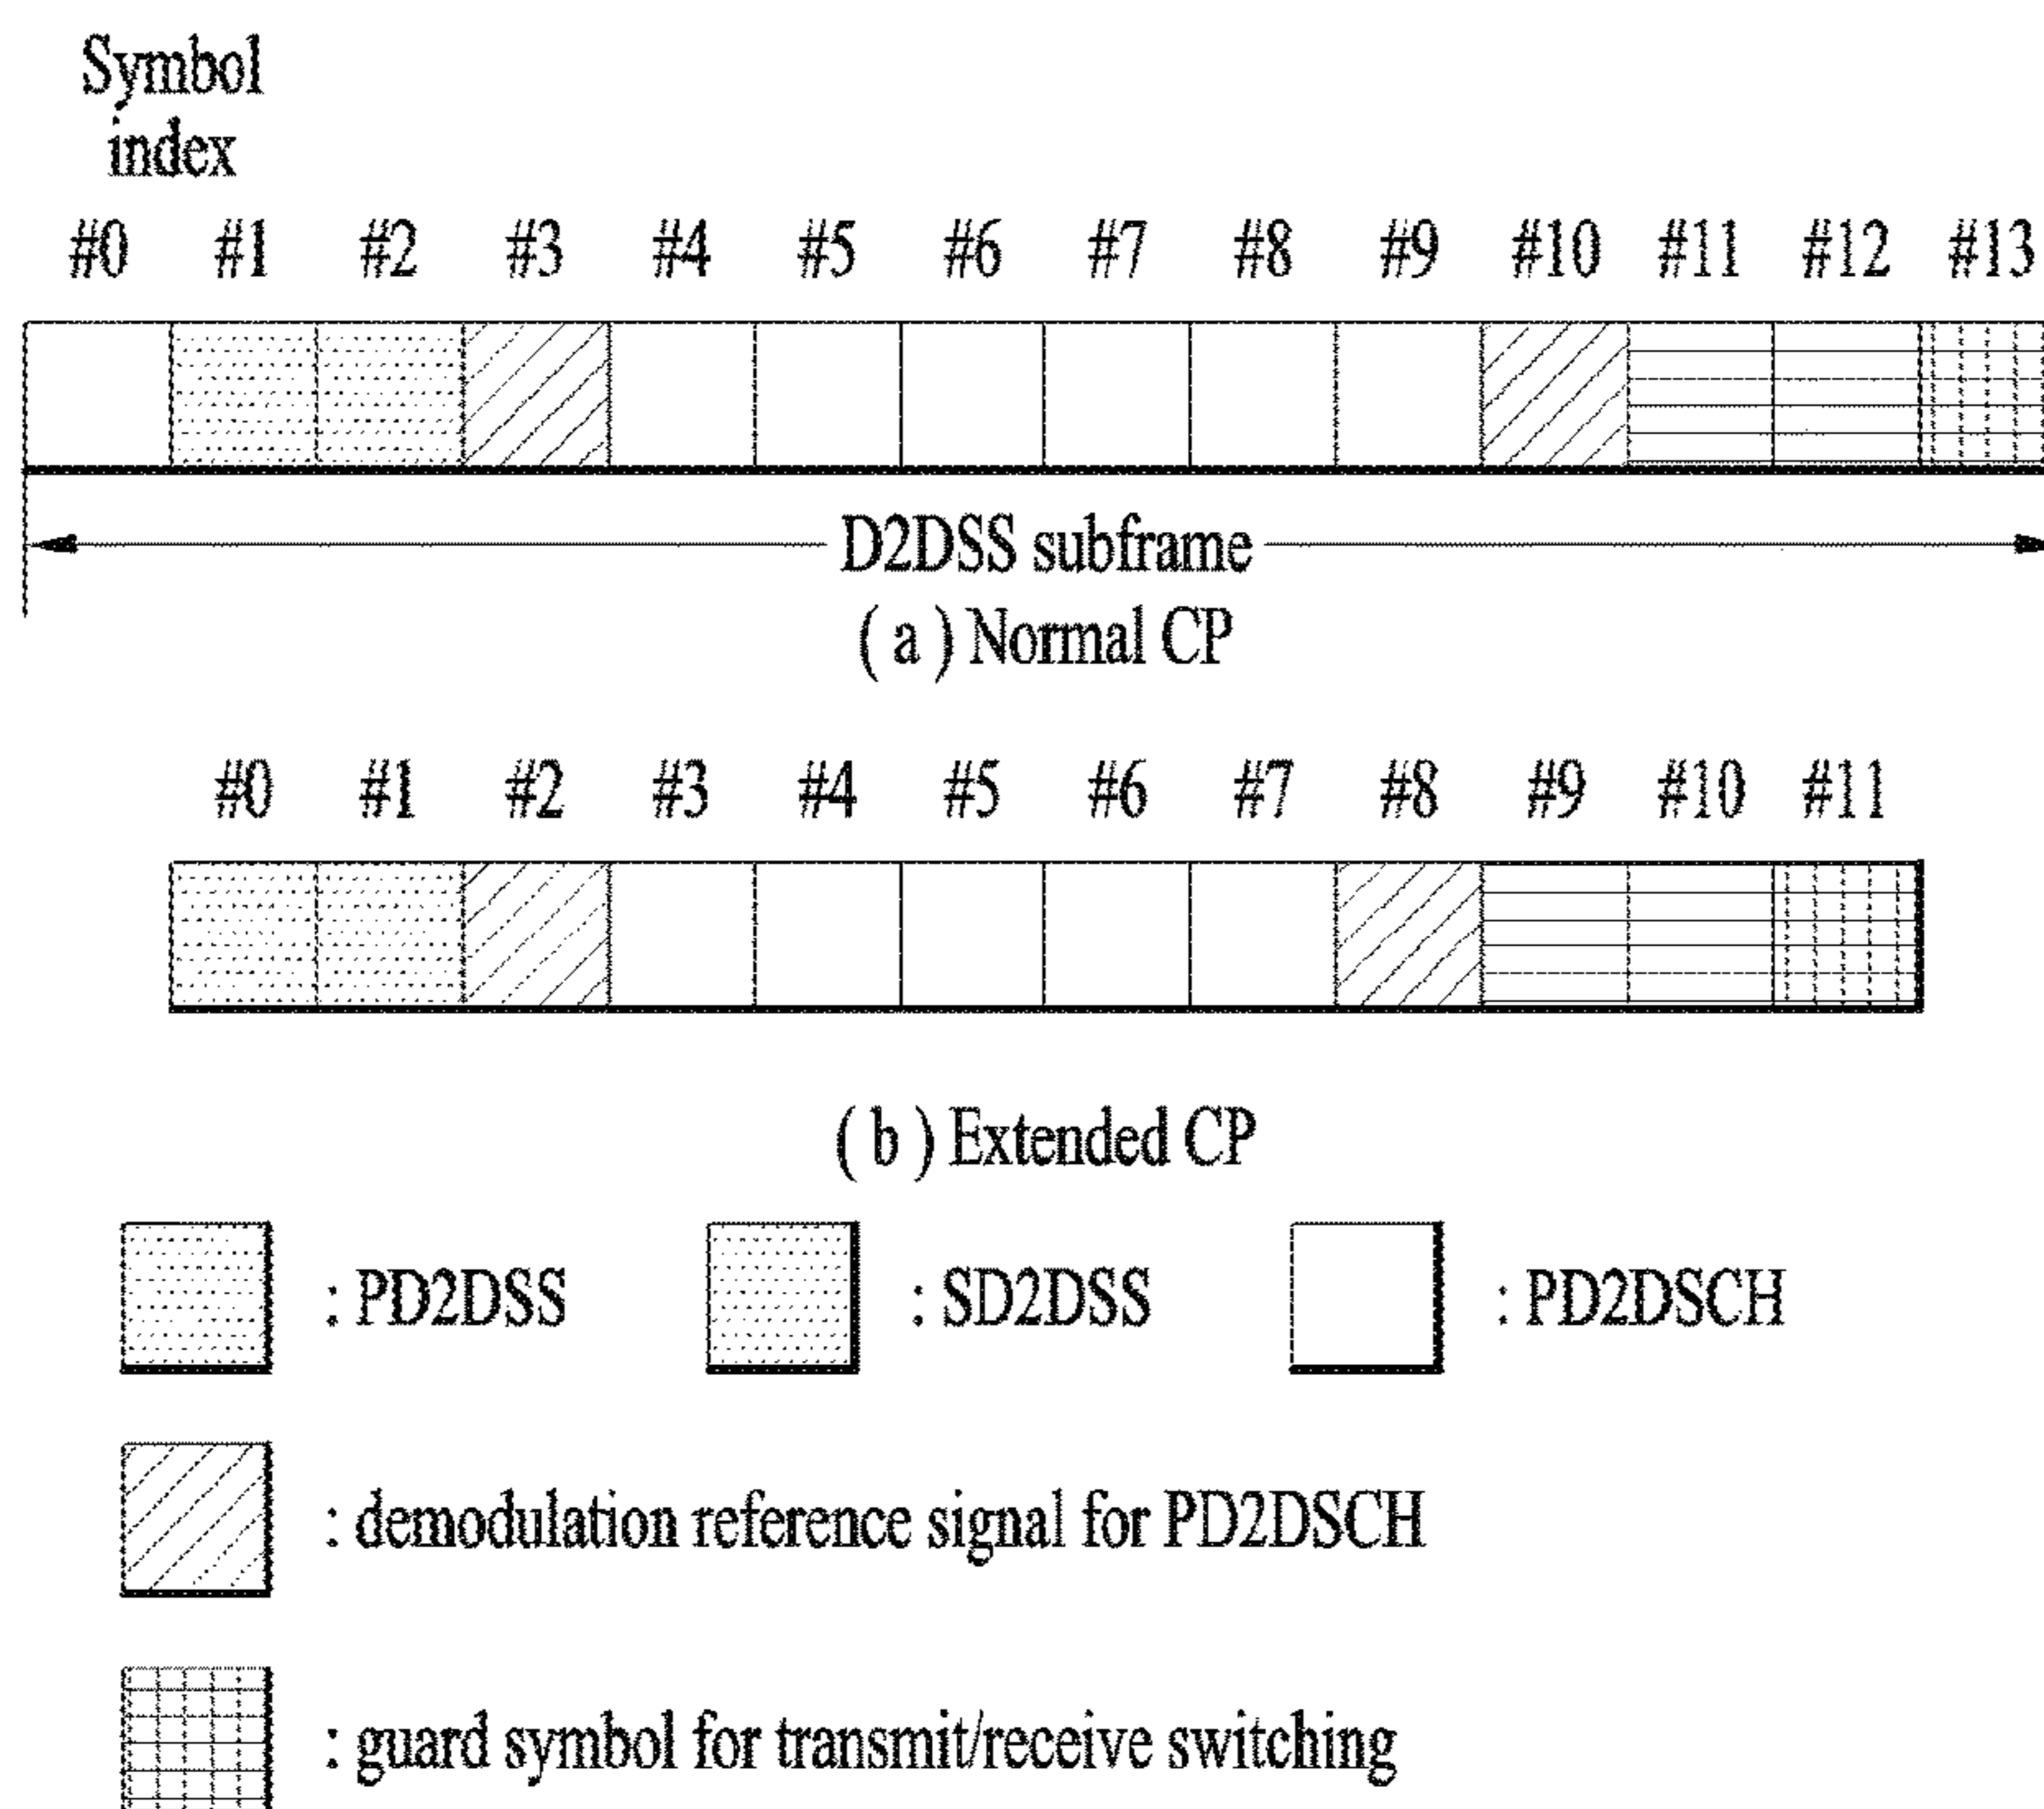 Symbol
index
#0 #1 #2 #3 #4 #5 #6 #7 #8 #9 #10 #11 #12 #13
D2DSS subframe
( a ) Normal CP
#0 #1 #2 #3 #4 #5 #6 #7 #8 #9 #10 #11
( b ) Extended CP
: PD2DSS : SD2DSS : PD2DSCH
: demodulation reference signal for PD2DSCH
: guard symbol for transmit/receive switching